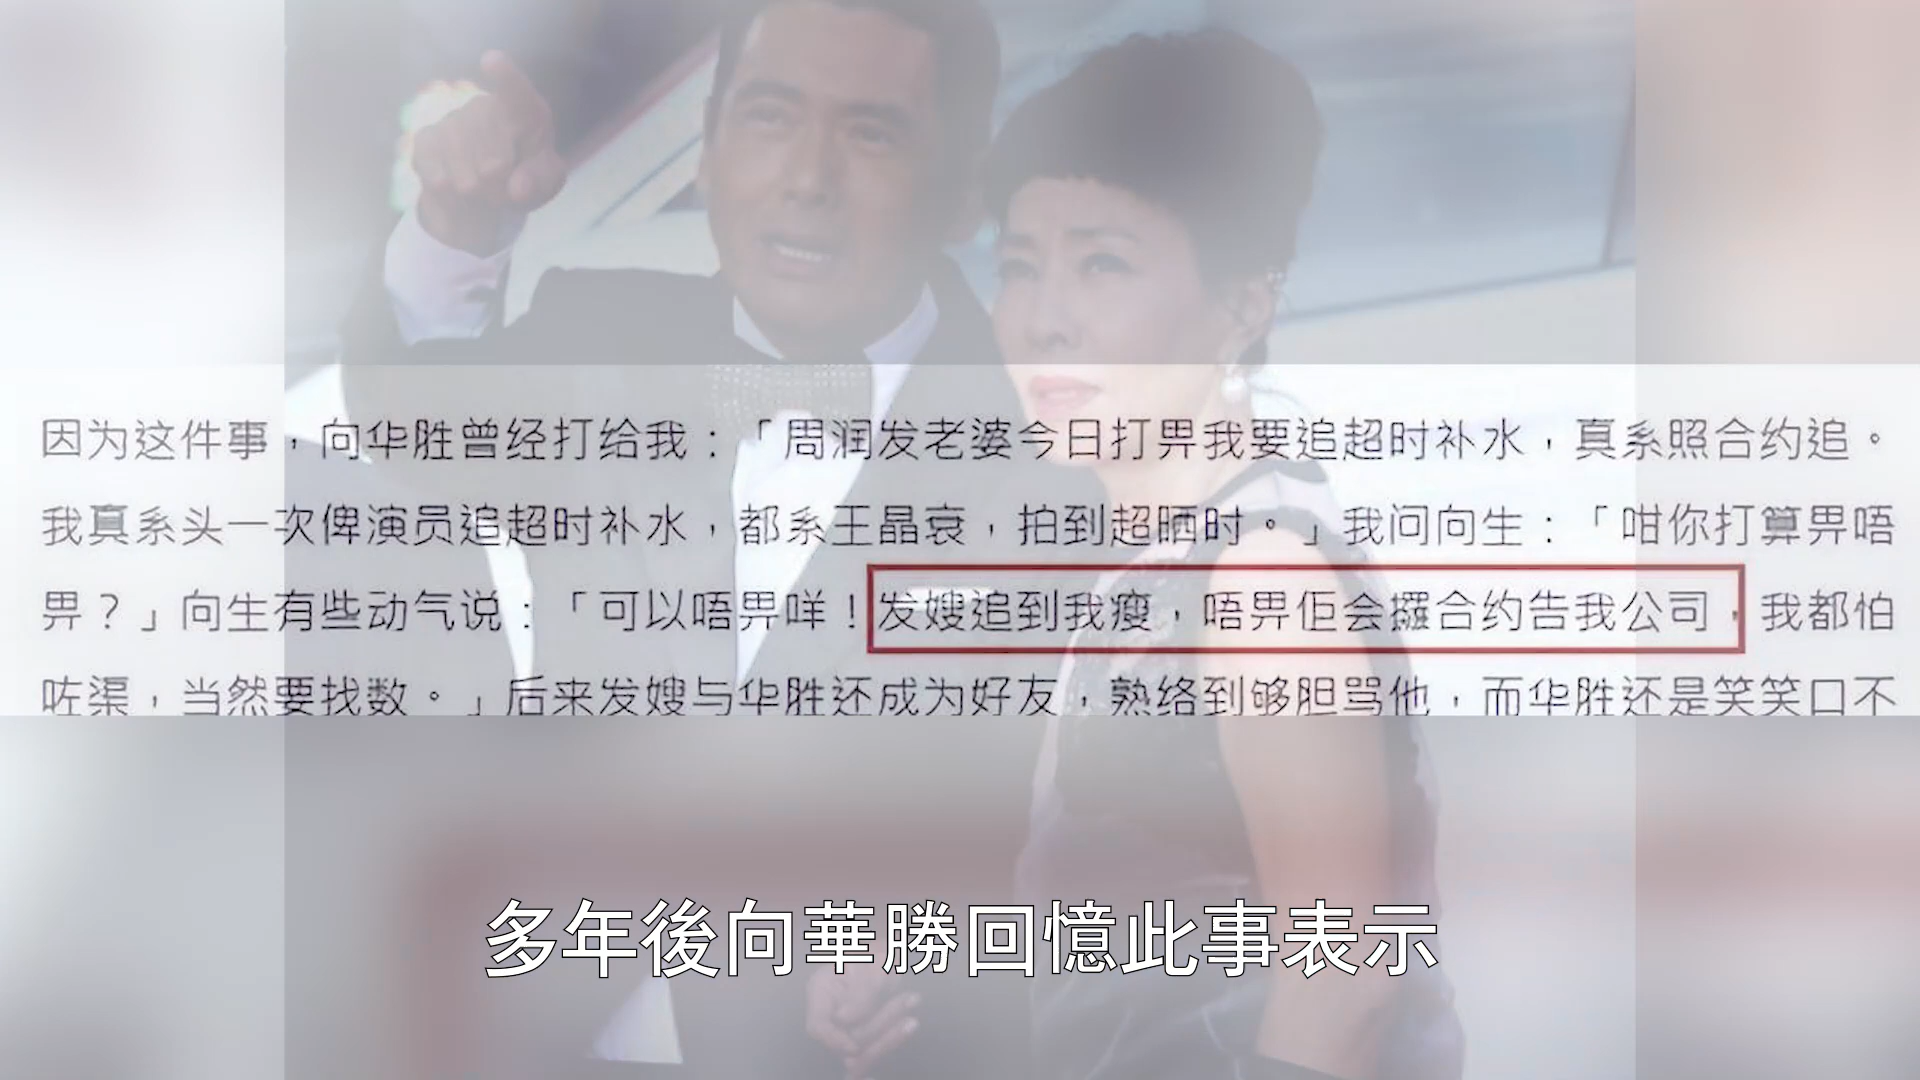 因为这件事，向华胜曾经打给我：「周润发老婆今日打畀我要追超时补水，真系照合约追。
我真系头一次俾演员追超时补水，都系王晶衰，拍到超晒时。」我问向生：「咁你打算畀唔
畀？」向生有些动气说：「可以唔畀咩！发嫂追到我瘦，唔畀佢会攞合约告我公司，我都怕
咗渠，当然要找数。」后来发嫂与华胜还成为好友，熟络到够胆骂他，而华胜还是笑笑口不
多年後向華勝回憶此事表示